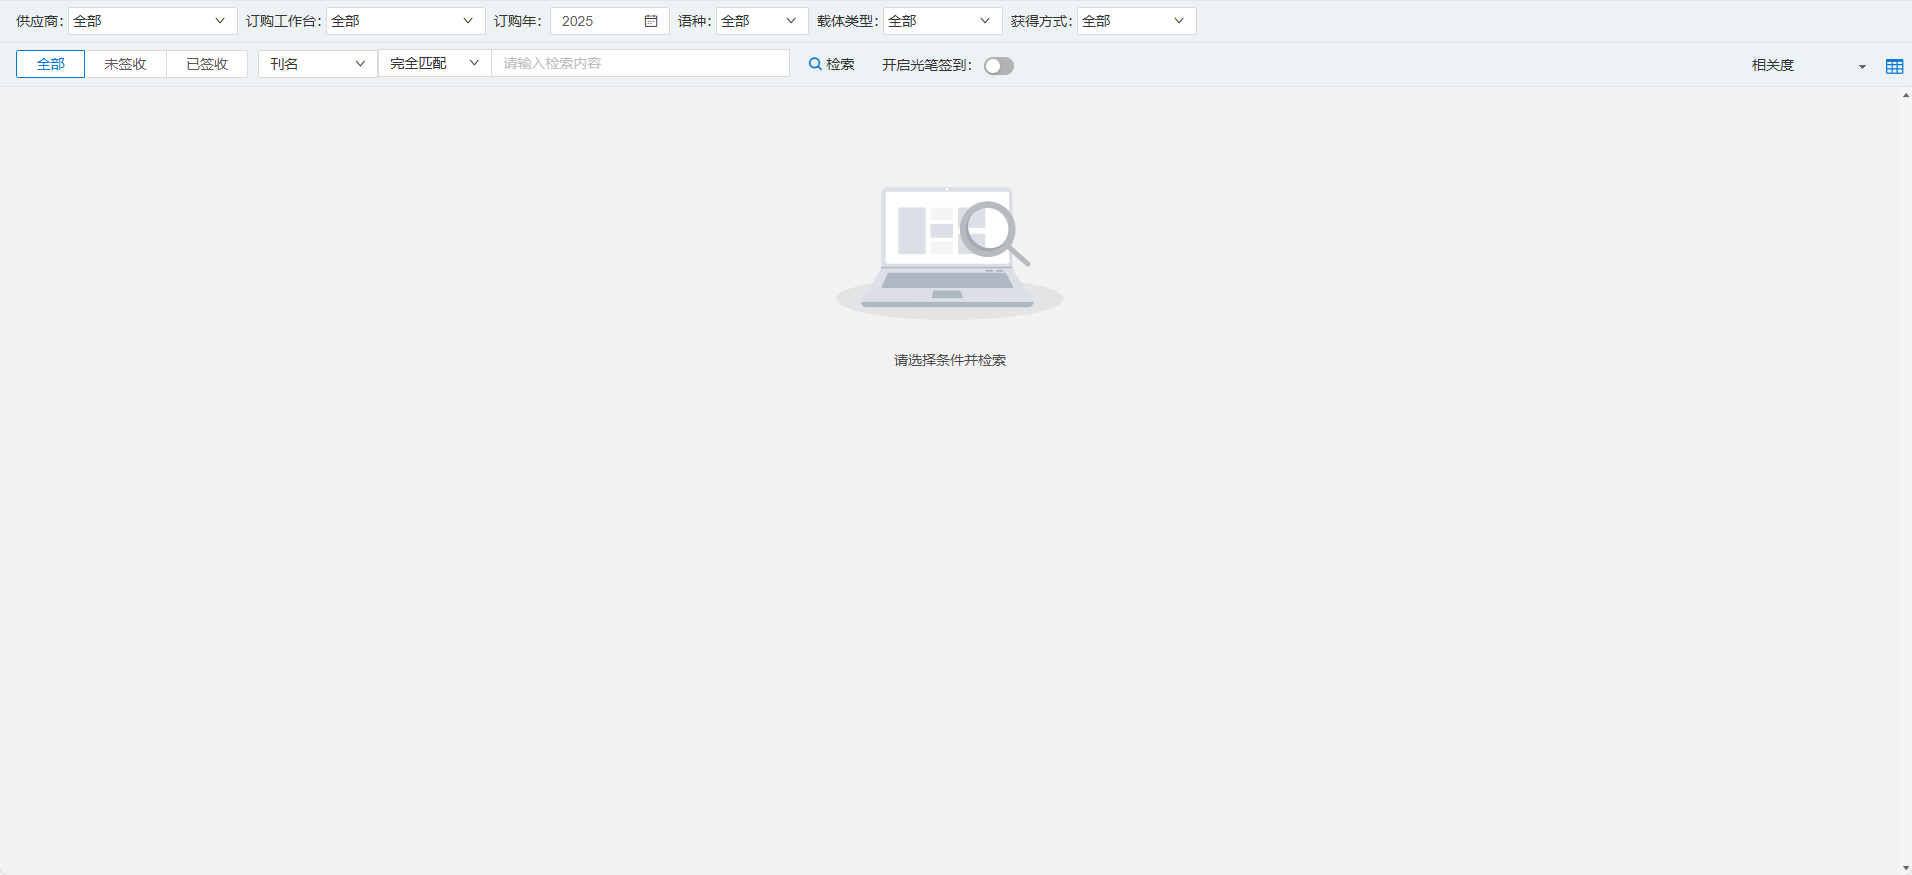 供应商: 全部 订购工作台: 全部 订购年: 2025 语种: 全部 载体类型: 全部 获得方式: 全部
全部 未签收 已签收 刊名 完全匹配 请输入检索内容 检索 开启光笔签到: 相关度
请选择条件并检索